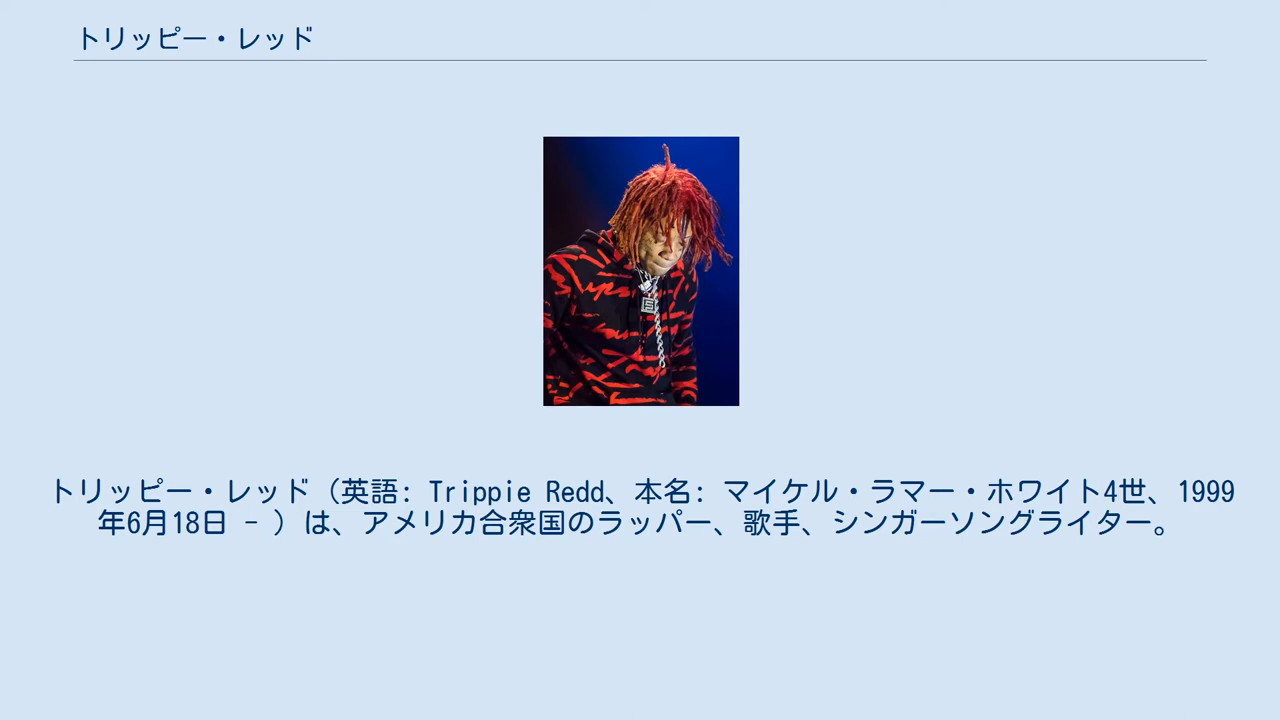 トリッピー・レッド
トリッピー・レッド（英語: Trippie Redd、本名: マイケル・ラマー・ホワイト4世、1999
年6月18日 - ）は、アメリカ合衆国のラッパー、歌手、シンガーソングライター。